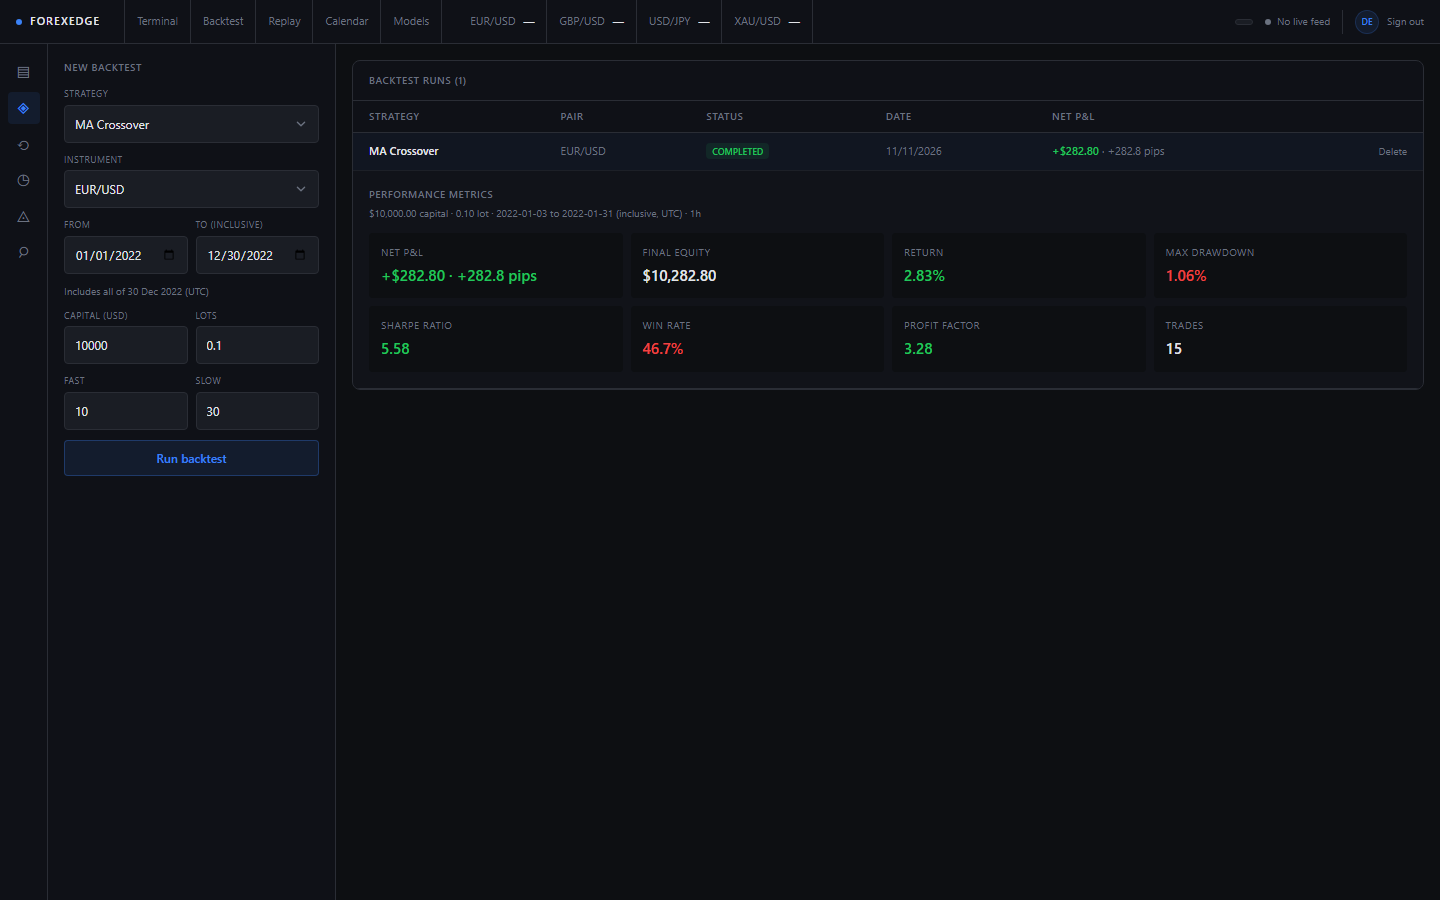 FOREXEDGE Terminal Backtest Replay Calendar Models EUR/USD — GBP/USD — USD/JPY — XAU/USD — No live feed DE Sign out
NEW BACKTEST
STRATEGY
MA Crossover
INSTRUMENT
EUR/USD
FROM TO (INCLUSIVE)
01/01/2022 12/30/2022
Includes all of 30 Dec 2022 (UTC)
CAPITAL (USD) LOTS
10000 0.1
FAST SLOW
10 30
Run backtest
BACKTEST RUNS (1)
STRATEGY PAIR STATUS DATE NET P&L
MA Crossover EUR/USD COMPLETED 11/11/2026 +$282.80 · +282.8 pips Delete
PERFORMANCE METRICS
$10,000.00 capital · 0.10 lot · 2022-01-03 to 2022-01-31 (inclusive, UTC) · 1h
NET P&L FINAL EQUITY RETURN MAX DRAWDOWN
+$282.80 · +282.8 pips $10,282.80 2.83% 1.06%
SHARPE RATIO WIN RATE PROFIT FACTOR TRADES
5.58 46.7% 3.28 15